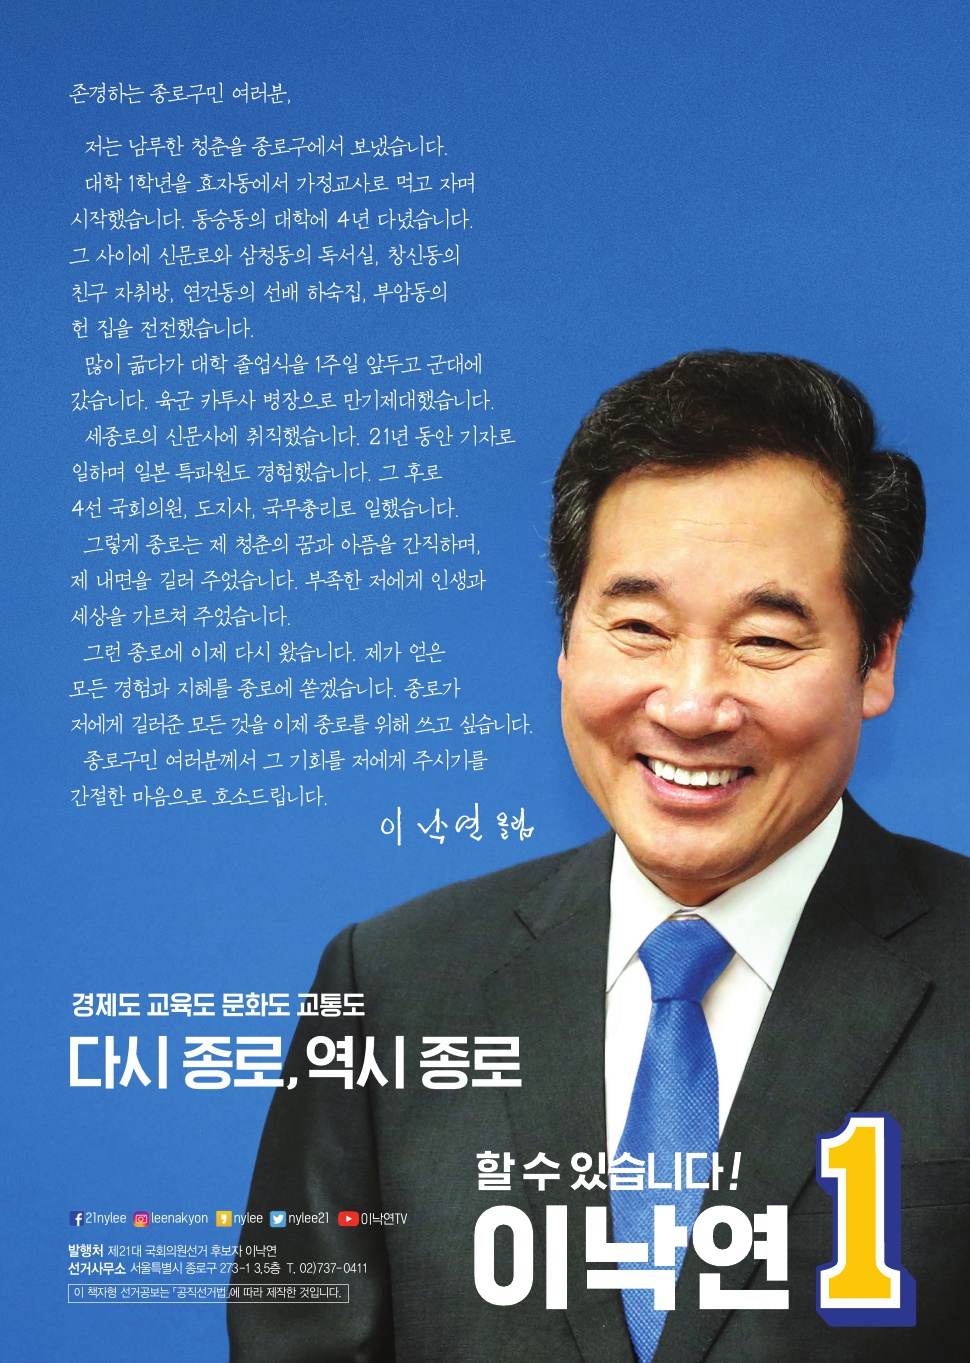 존경하는 종로구민 여러분,
저는 남루한 청춘을 종로구에서 보냈습니다.
대학 1학년을 효자동에서 가정교사로 먹고 자며
시작했습니다. 동숭동의 대학에 4년 다녔습니다.
그 사이에 신문로와 삼청동의 독서실, 창신동의
친구 자취방, 연건동의 선배 하숙집, 부암동의
헌 집을 전전했습니다.
많이 굶다가 대학 졸업식을 1주일 앞두고 군대에
갔습니다. 육군 카투사 병장으로 만기제대했습니다.
세종로의 신문사에 취직했습니다. 21년 동안 기자로
일하며 일본 특파원도 경험했습니다. 그 후로
4선 국회의원, 도지사, 국무총리로 일했습니다.
그렇게 종로는 제 청춘의 꿈과 아픔을 간직하며,
제 내면을 길러 주었습니다. 부족한 저에게 인생과
세상을 가르쳐 주었습니다.
그런 종로에 이제 다시 왔습니다. 제가 얻은
모든 경험과 지혜를 종로에 쏟겠습니다. 종로가
저에게 길러준 모든 것을 이제 종로를 위해 쓰고 싶습니다.
종로구민 여러분께서 그 기회를 저에게 주시기를
간절한 마음으로 호소드립니다.
이낙연 올림
경제도 교육도 문화도 교통도
다시 종로, 역시 종로
할 수 있습니다!
이낙연 1
21nylee leenakyon nylee nylee21 이낙연TV
발행처 제21대 국회의원선거 후보자 이낙연
선거사무소 서울특별시 종로구 273-1 3,5층 T. 02)737-0411
이 책자형 선거공보는 「공직선거법」에 따라 제작한 것입니다.